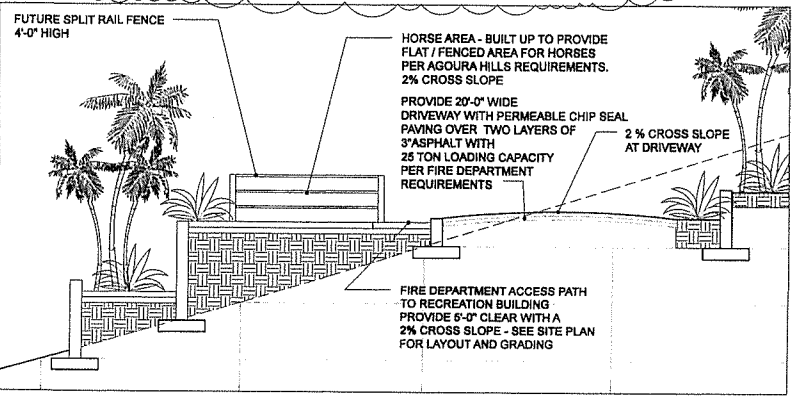 FUTURE SPLIT RAIL FENCE
4'-0" HIGH
HORSE AREA - BUILT UP TO PROVIDE
FLAT / FENCED AREA FOR HORSES
PER AGOURA HILLS REQUIREMENTS.
2% CROSS SLOPE
PROVIDE 20'-0" WIDE
DRIVEWAY WITH PERMEABLE CHIP SEAL
PAVING OVER TWO LAYERS OF
3"ASPHALT WITH
25 TON LOADING CAPACITY
PER FIRE DEPARTMENT
REQUIREMENTS
2 % CROSS SLOPE
AT DRIVEWAY
FIRE DEPARTMENT ACCESS PATH
TO RECREATION BUILDING
PROVIDE 5'-0" CLEAR WITH A
2% CROSS SLOPE - SEE SITE PLAN
FOR LAYOUT AND GRADING